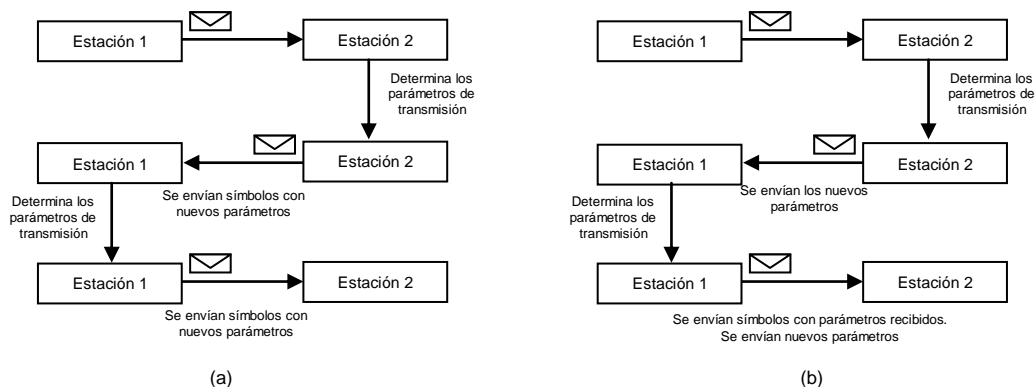 Estación 1
Estación 2
Determina los
parámetros de
transmisión
Estación 1
Estación 2
Se envían símbolos con
nuevos parámetros
Determina los
parámetros de
transmisión
Estación 1
Estación 2
Se envían símbolos con
nuevos parámetros
(a)
Estación 1
Estación 2
Determina los
parámetros de
transmisión
Estación 1
Estación 2
Se envían los nuevos
parámetros
Determina los
parámetros de
transmisión
Estación 1
Estación 2
Se envían símbolos con parámetros recibidos.
Se envían nuevos parámetros
(b)